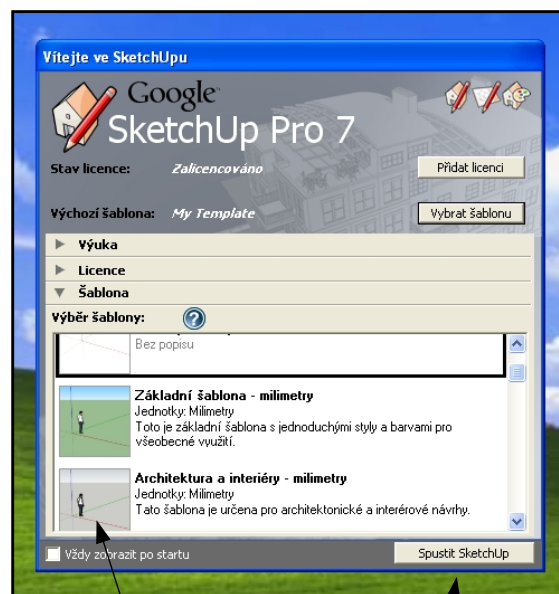 Vítejte ve SketchUpu
Google
SketchUp Pro 7
Stav licence: Zalicencováno
Přidat licenci
Výchozí šablona: My Template
Vybrat šablonu
Výuka
Licence
Šablona
Výběr šablony:
Bez popisu
Základní šablona - milimetry
Jednotky: Milimetry
Toto je základní šablona s jednoduchými styly a barvami pro
všeobecné využití.
Architektura a interiéry - milimetry
Jednotky: Milimetry
Tato šablona je určena pro architektonické a interérové návrhy.
Vždy zobrazit po startu
Spustit SketchUp